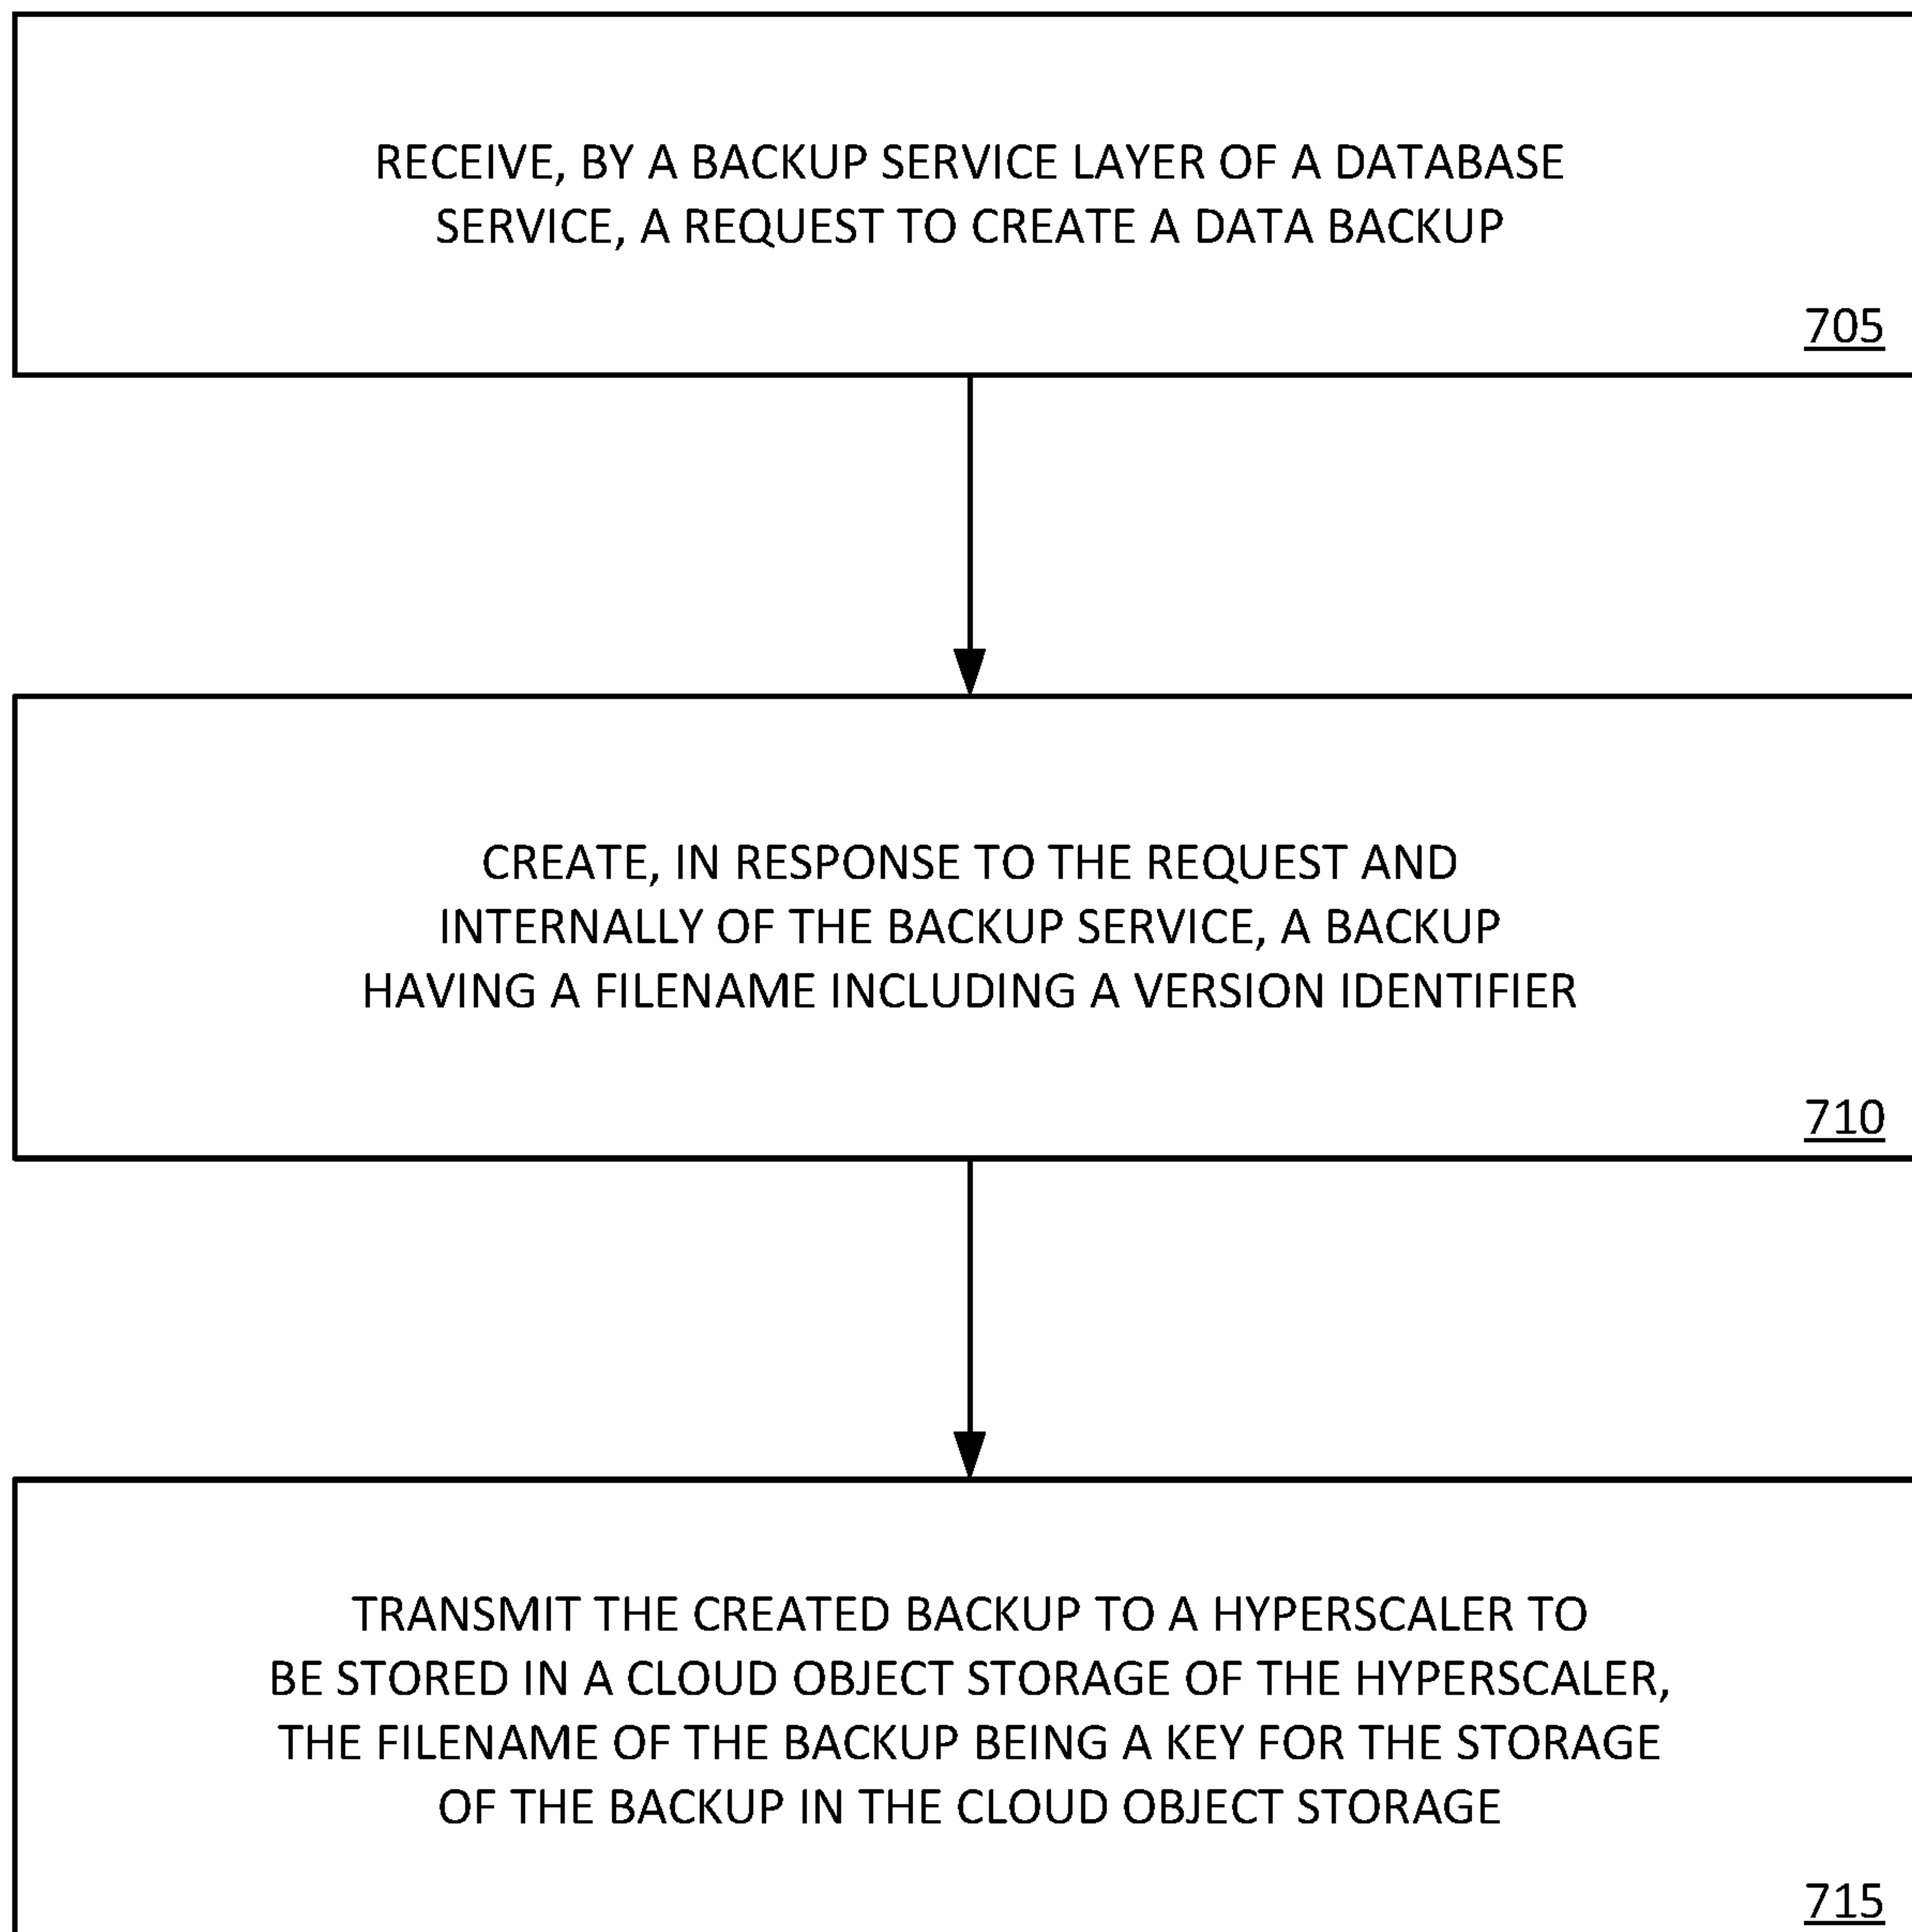 RECEIVE, BY A BACKUP SERVICE LAYER OF A DATABASE
SERVICE, A REQUEST TO CREATE A DATA BACKUP
705
CREATE, IN RESPONSE TO THE REQUEST AND
INTERNALLY OF THE BACKUP SERVICE, A BACKUP
HAVING A FILENAME INCLUDING A VERSION IDENTIFIER
710
TRANSMIT THE CREATED BACKUP TO A HYPERSCALER TO
BE STORED IN A CLOUD OBJECT STORAGE OF THE HYPERSCALER,
THE FILENAME OF THE BACKUP BEING A KEY FOR THE STORAGE
OF THE BACKUP IN THE CLOUD OBJECT STORAGE
715